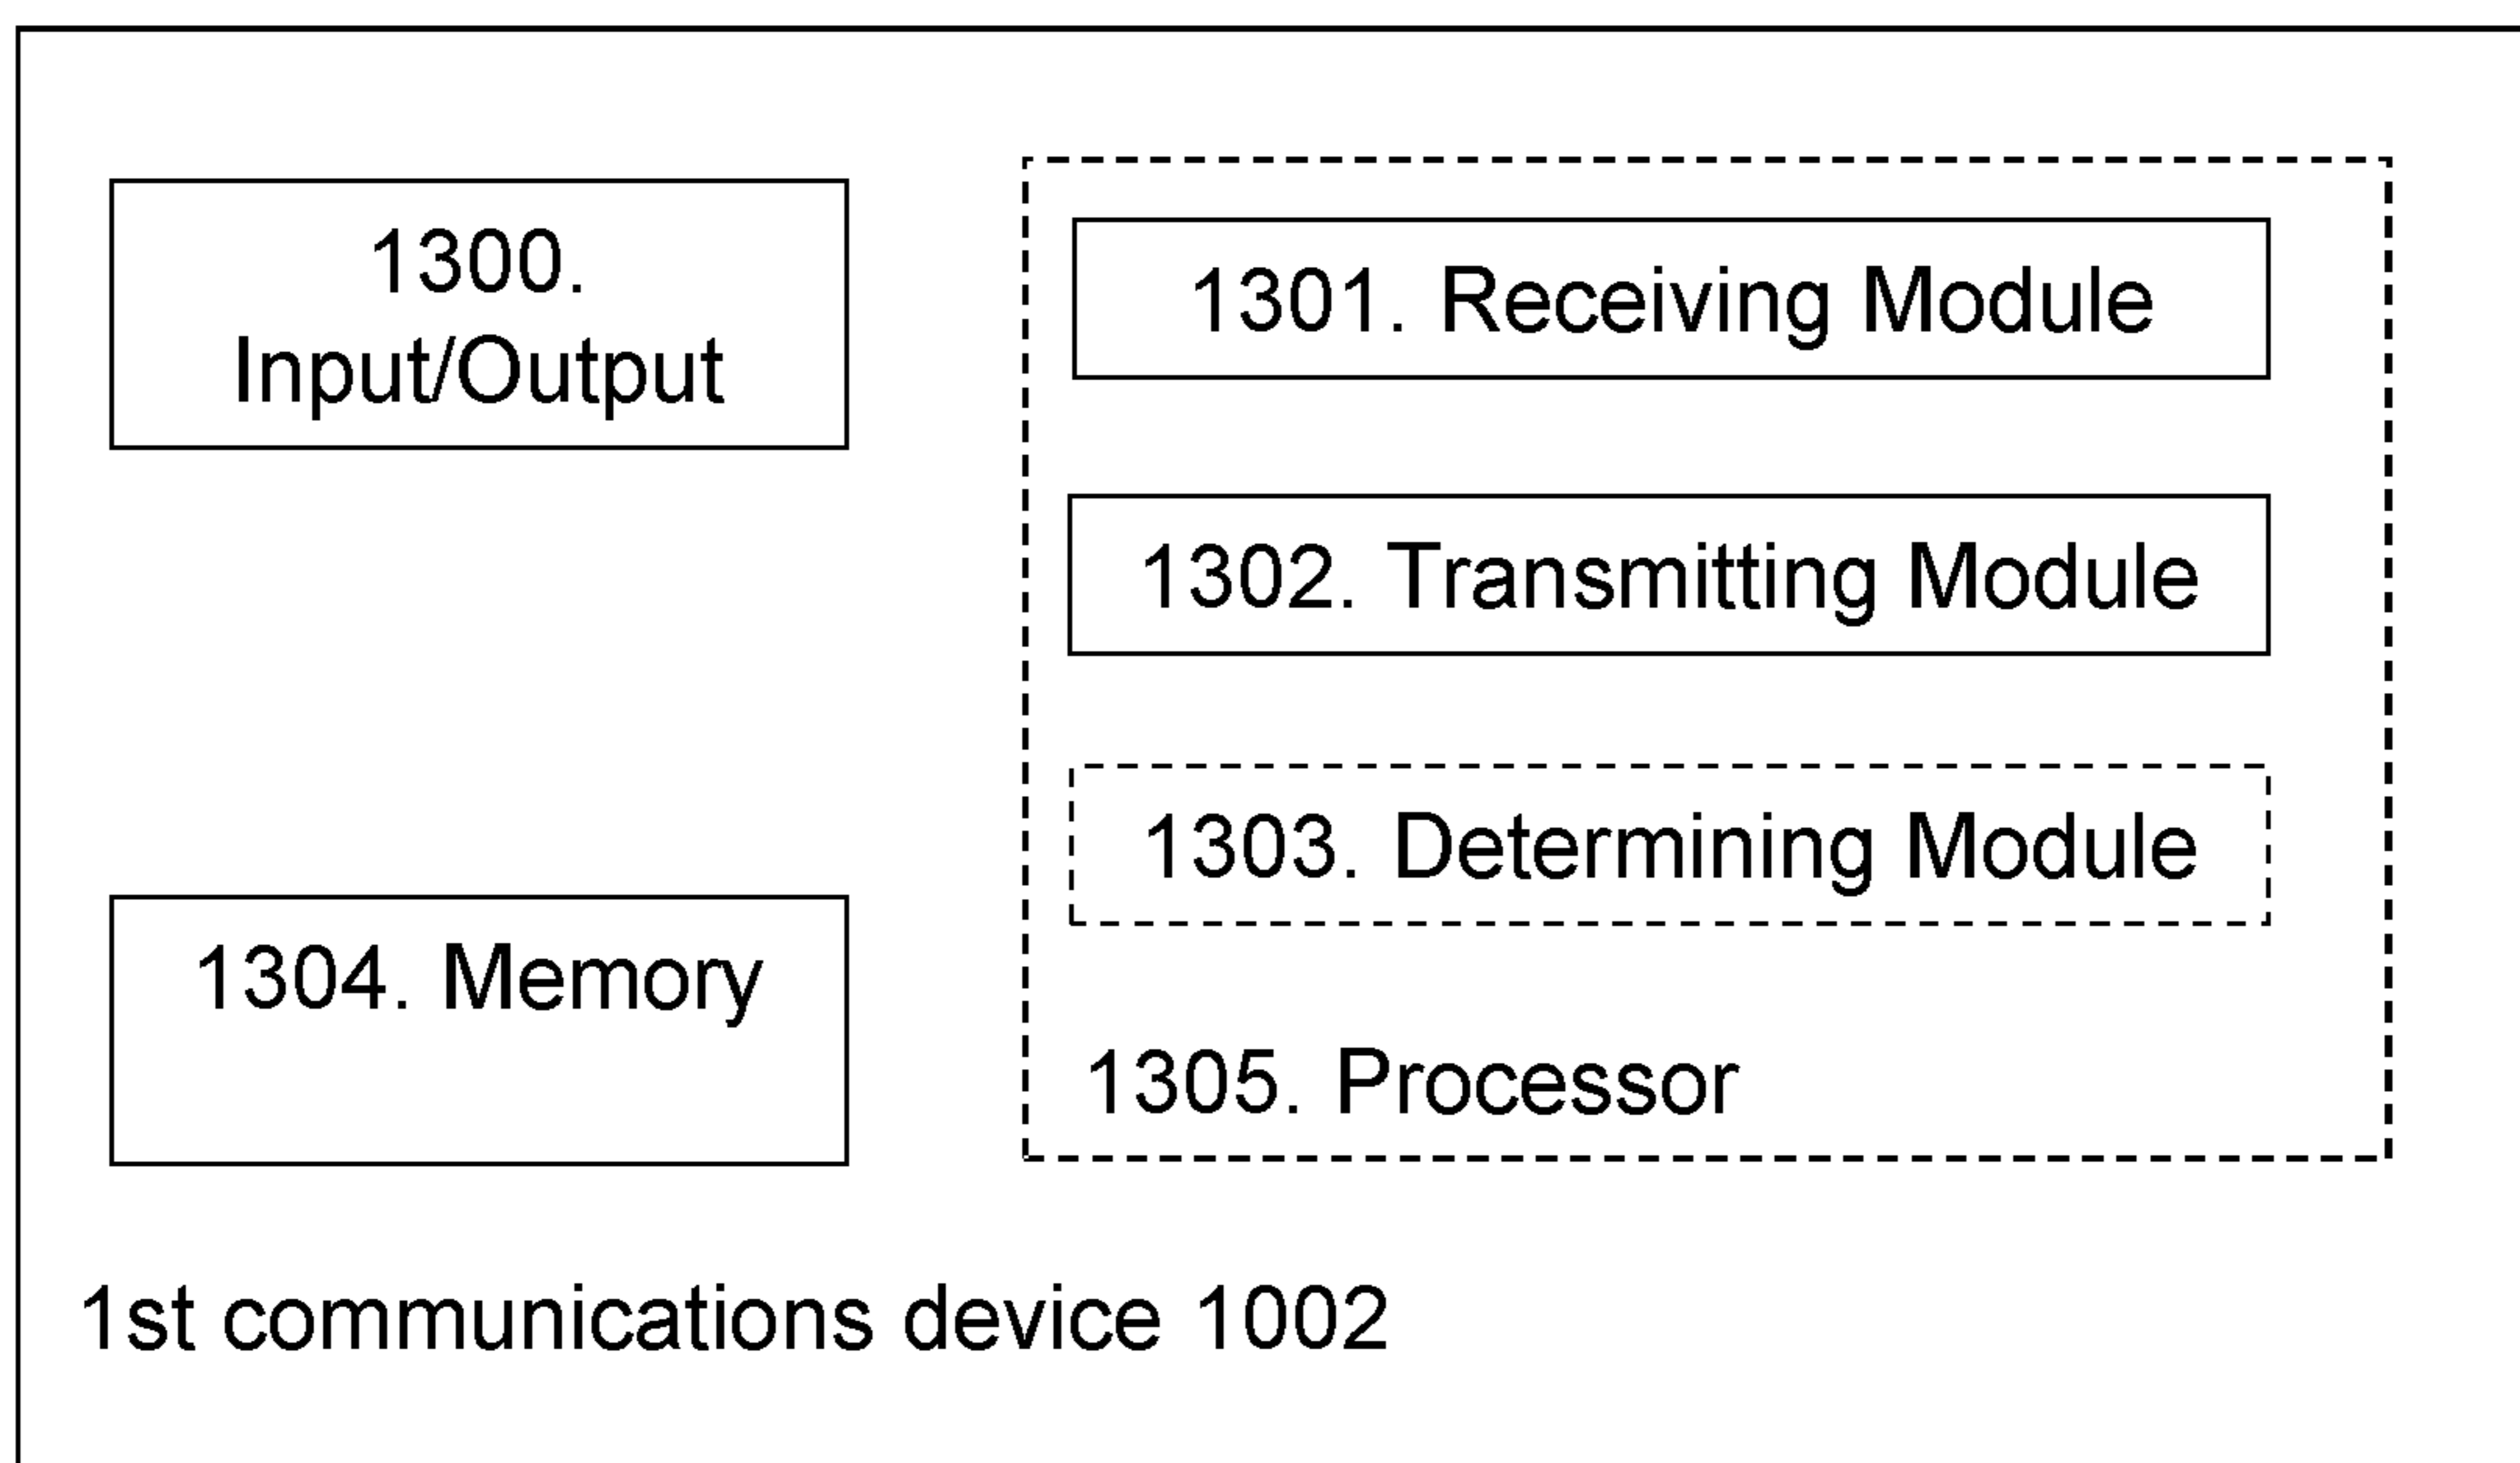 1300.
Input/Output
1301. Receiving Module
1302. Transmitting Module
1303. Determining Module
1304. Memory
1305. Processor
1st communications device 1002